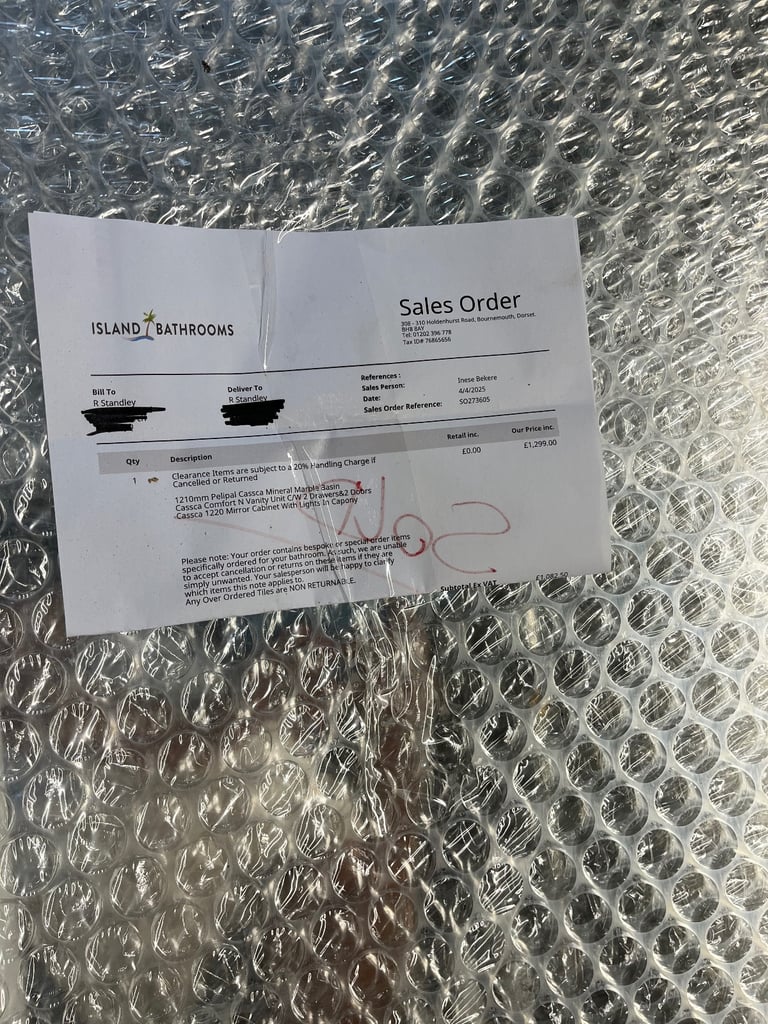 ISLAND BATHROOMS
Sales Order
308 - 310 Holdenhurst Road, Bournemouth, Dorset.
BH8 8AY
Tel: 01202 396 778
Tax ID# 76865656
Bill To
R Standley
Deliver To
R Standley
References :
Sales Person: Inese Bekere
Date: 4/4/2025
Sales Order Reference: SO273605
Qty Description Retail inc. Our Price inc.
1 Clearance Items are subject to a 20% Handling Charge if £0.00 £1,299.00
Cancelled or Returned
1210mm Pelipal Cassca Mineral Marble Basin
Cassca Comfort N Vanity Unit C/W 2 Drawers&2 Doors
Cassca 1220 Mirror Cabinet With Lights In Capony
Sold
Please note: Your order contains bespoke or special order items
specifically ordered for your bathroom. As such, we are unable
to accept cancellation or returns on these items if they are
simply unwanted. Your salesperson will be happy to clarify
which items this note applies to.
Any Over Ordered Tiles are NON RETURNABLE.
Subtotal Ex VAT £1,082.50